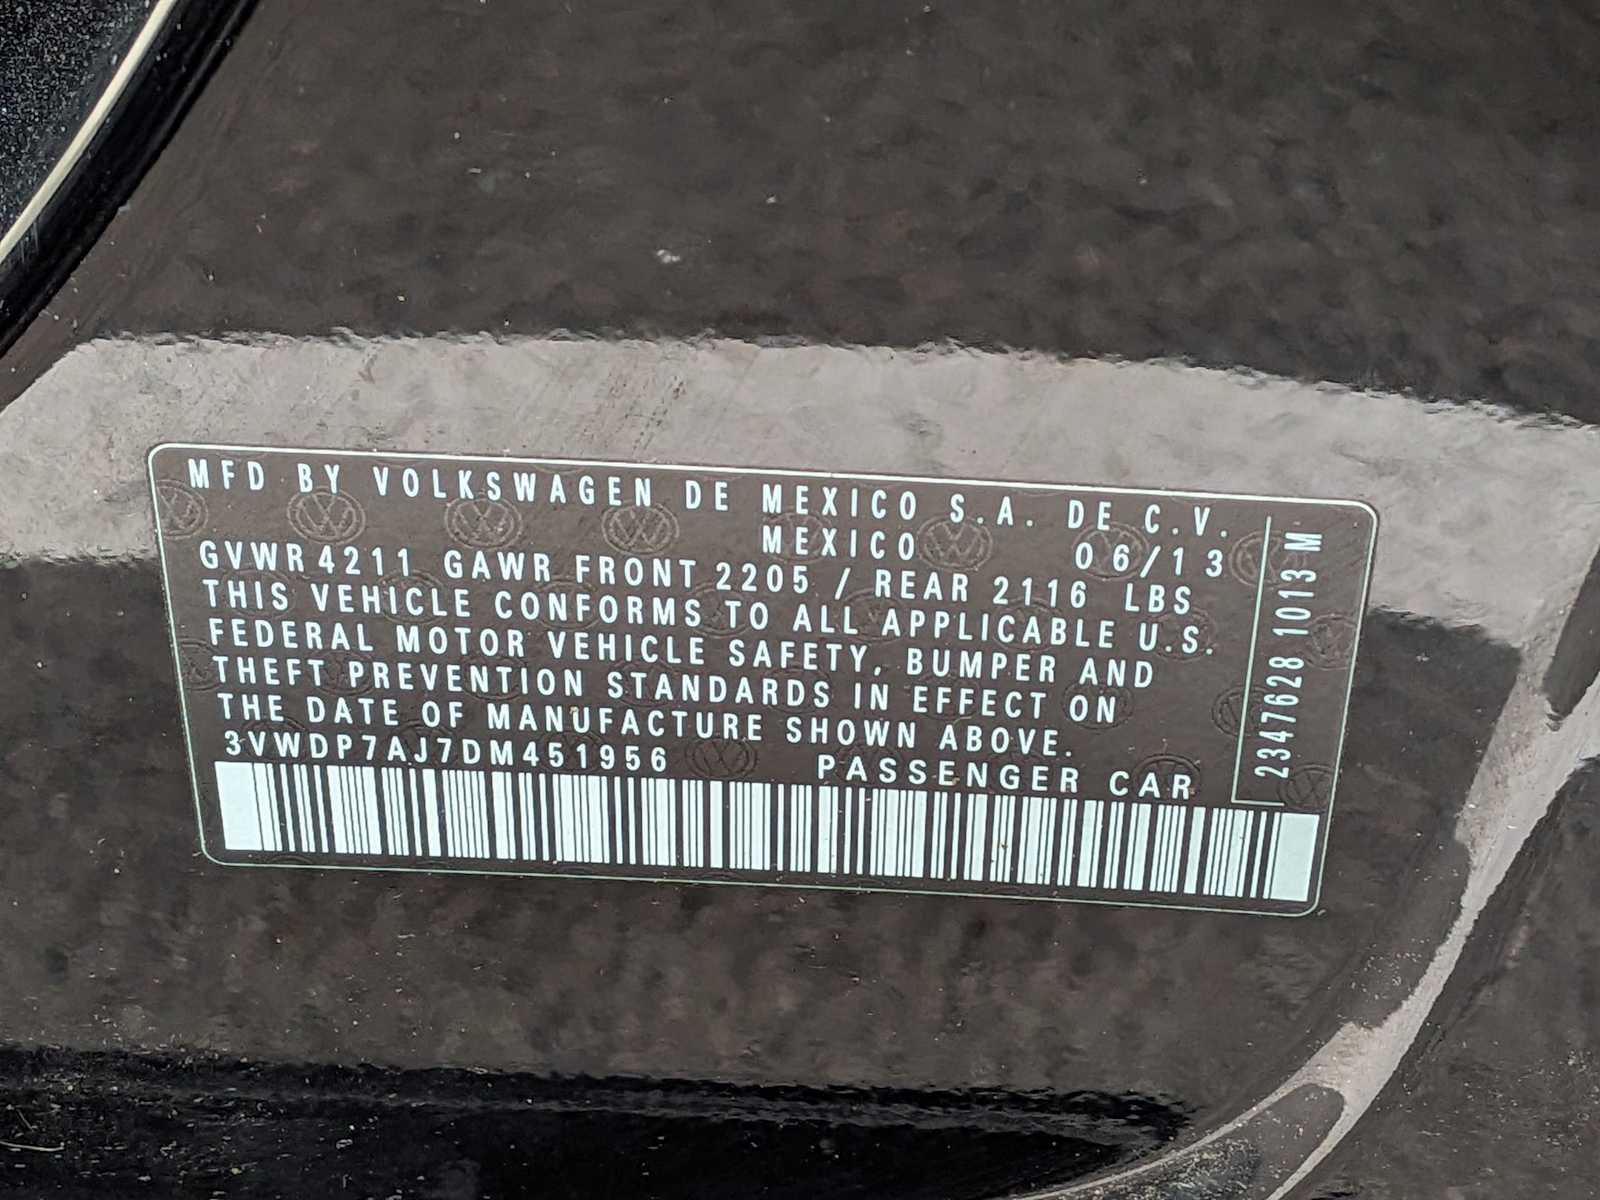 MFD BY VOLKSWAGEN DE MEXICO S.A. DE C.V.
MEXICO 06/13
GVWR 4211 GAWR FRONT 2205 / REAR 2116 LBS
THIS VEHICLE CONFORMS TO ALL APPLICABLE U.S.
FEDERAL MOTOR VEHICLE SAFETY, BUMPER AND
THEFT PREVENTION STANDARDS IN EFFECT ON
THE DATE OF MANUFACTURE SHOWN ABOVE.
3VWDP7AJ7DM451956 PASSENGER CAR
2347628 1013 M